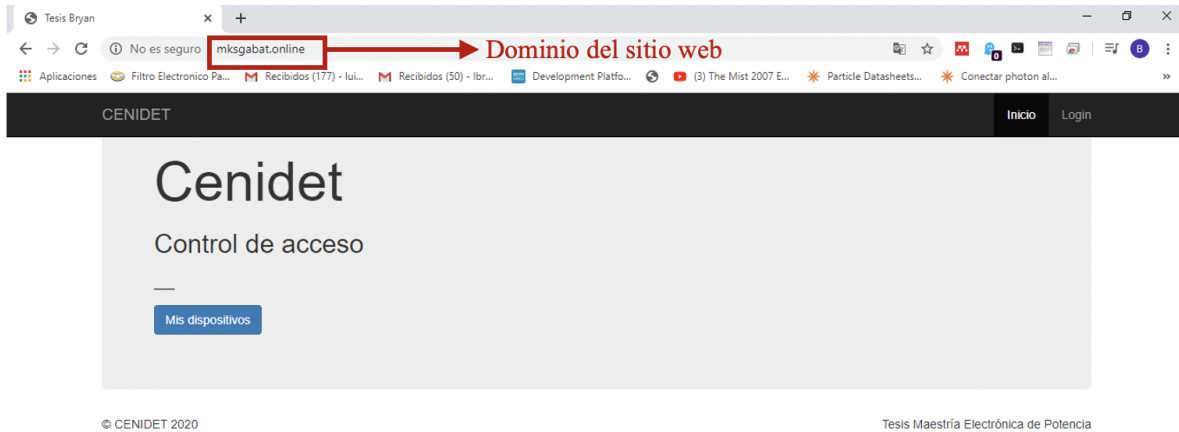 Tesis Bryan
No es seguro mksgabat.online Dominio del sitio web
Aplicaciones Filtro Electronico Pa... Recibidos (177) - lui... Recibidos (50) - lbr... Development Platfo... (3) The Mist 2007 E... Particle Datasheets... Conectar photon al... »
CENIDET Inicio Login
Cenidet
Control de acceso
Mis dispositivos
© CENIDET 2020 Tesis Maestría Electrónica de Potencia